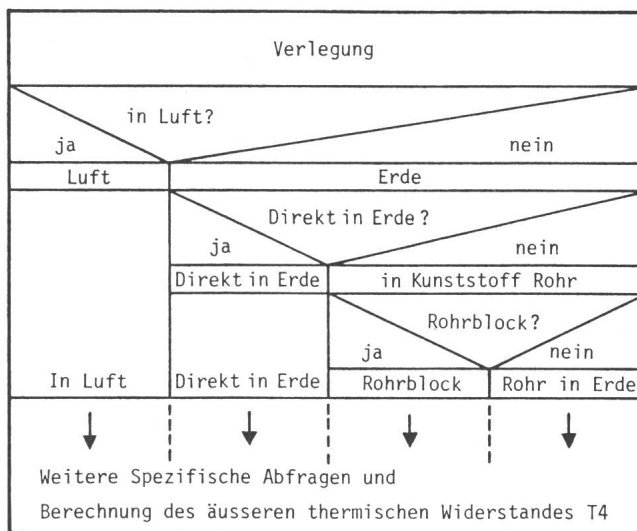 Verlegung
in Luft?
ja nein
Luft Erde
Direkt in Erde?
ja nein
Direkt in Erde in Kunststoff Rohr
Rohrblock?
ja nein
In Luft Direkt in Erde Rohrblock Rohr in Erde
Weitere Spezifische Abfragen und
Berechnung des äusseren thermischen Widerstandes T4